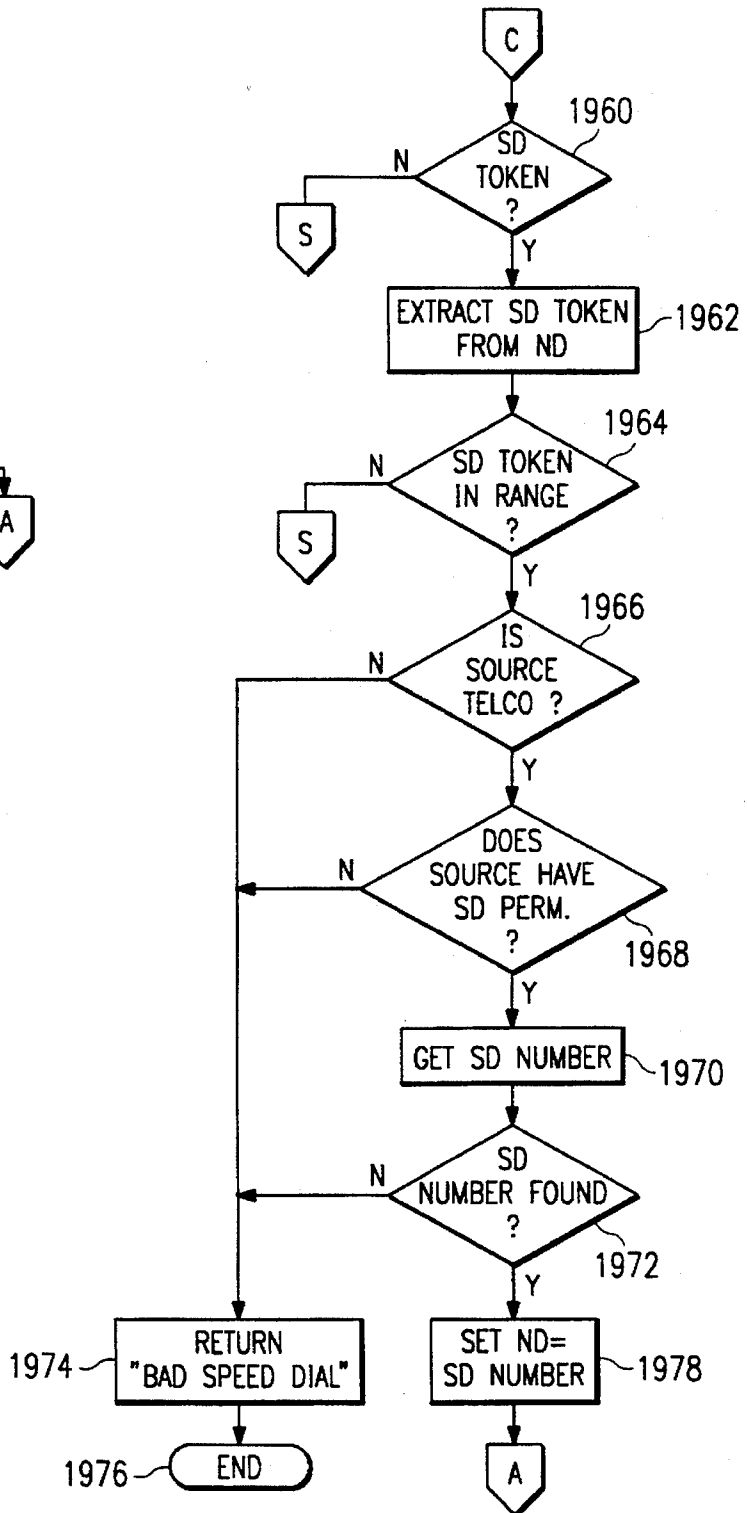 C
1960
SD
TOKEN
?
N
Y
S
EXTRACT SD TOKEN
FROM ND
1962
1964
SD TOKEN
IN RANGE
?
N
Y
S
A
1966
IS
SOURCE
TELCO ?
N
Y
DOES
SOURCE HAVE
SD PERM.
?
N
1968
Y
GET SD NUMBER
1970
SD
NUMBER FOUND
?
N
1972
Y
1974
RETURN
"BAD SPEED DIAL"
SET ND=
SD NUMBER
1978
1976
END
A